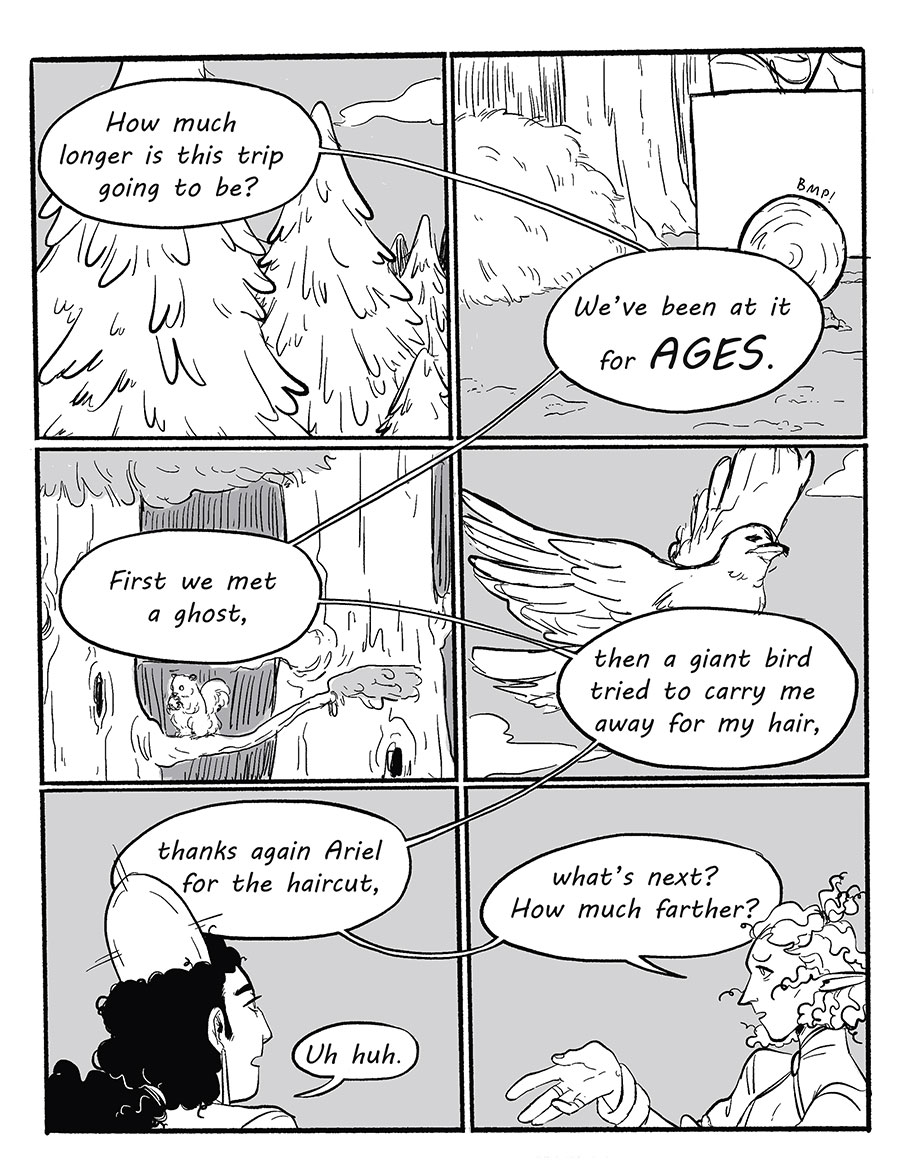 How much
longer is this trip
going to be?
BMP!
We've been at it
for AGES.
First we met
a ghost,
then a giant bird
tried to carry me
away for my hair,
thanks again Ariel
for the haircut,
what's next?
How much farther?
Uh huh.